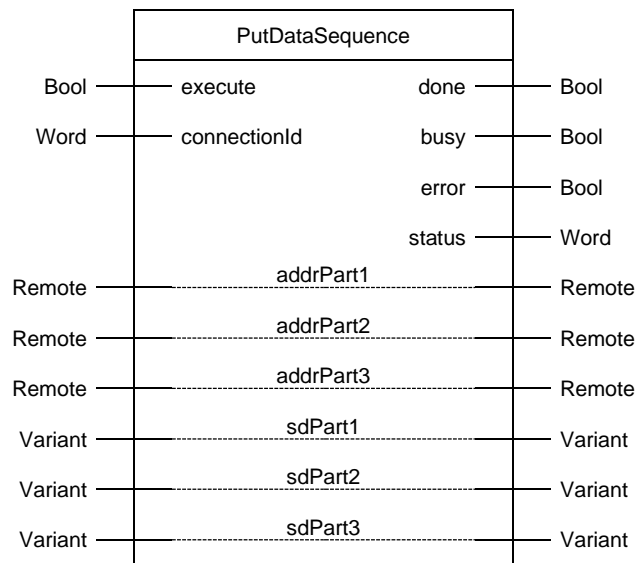 PutDataSequence
Bool execute done Bool
Word connectionId busy Bool
error Bool
status Word
Remote addrPart1 Remote
Remote addrPart2 Remote
Remote addrPart3 Remote
Variant sdPart1 Variant
Variant sdPart2 Variant
Variant sdPart3 Variant